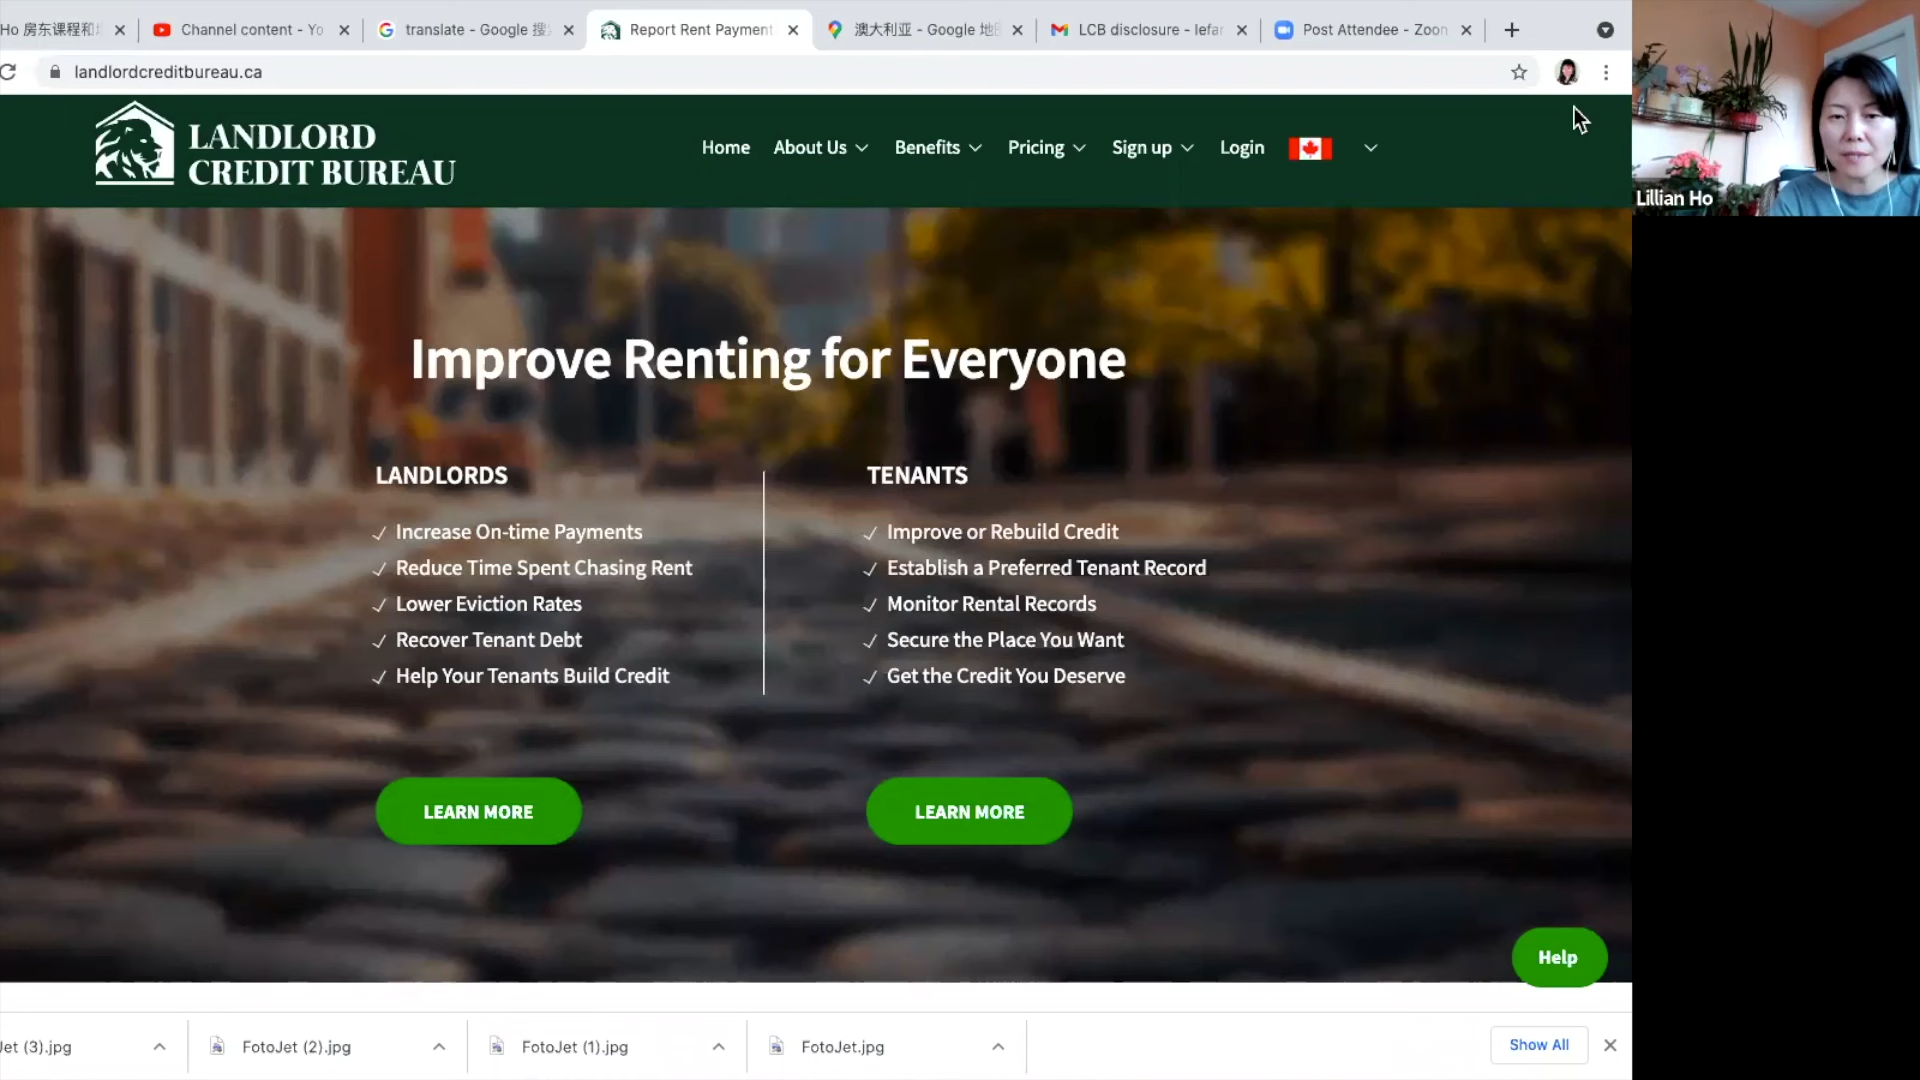 Ho 房东课程和
Channel content - Yo
translate - Google 搜
Report Rent Payment
澳大利亚 - Google 地
LCB disclosure - lefar
Post Attendee - Zoon
landlordcreditbureau.ca
LANDLORD
CREDIT BUREAU
Home
About Us
Benefits
Pricing
Sign up
Login
Lillian Ho
Improve Renting for Everyone
LANDLORDS
Increase On-time Payments
Reduce Time Spent Chasing Rent
Lower Eviction Rates
Recover Tenant Debt
Help Your Tenants Build Credit
LEARN MORE
TENANTS
Improve or Rebuild Credit
Establish a Preferred Tenant Record
Monitor Rental Records
Secure the Place You Want
Get the Credit You Deserve
LEARN MORE
Help
Jet (3).jpg
FotoJet (2).jpg
FotoJet (1).jpg
FotoJet.jpg
Show All